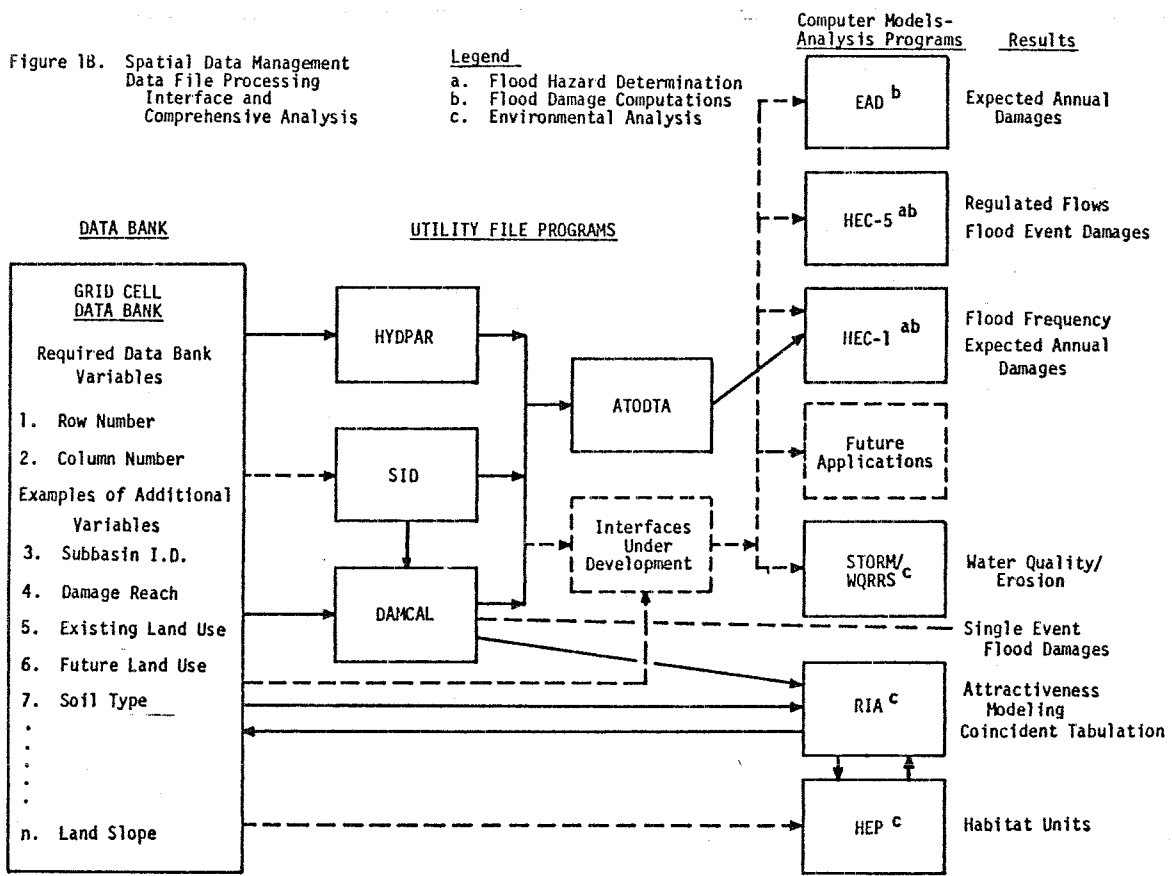 Figure 1B. Spatial Data Management
Data File Processing
Interface and
Comprehensive Analysis
Legend
a. Flood Hazard Determination
b. Flood Damage Computations
c. Environmental Analysis
Computer Models-
Analysis Programs
Results
DATA BANK
UTILITY FILE PROGRAMS
GRID CELL
DATA BANK
Required Data Bank
Variables
1. Row Number
2. Column Number
Examples of Additional
Variables
3. Subbasin I.D.
4. Damage Reach
5. Existing Land Use
6. Future Land Use
7. Soil Type
n. Land Slope
HYDPAR
SID
DAMCAL
ATODTA
Interfaces
Under
Development
EAD b
Expected Annual
Damages
HEC-5 ab
Regulated Flows
Flood Event Damages
HEC-1 ab
Flood Frequency
Expected Annual
Damages
Future
Applications
STORM/
WQRRS c
Water Quality/
Erosion
Single Event
Flood Damages
RIA c
Attractiveness
Modeling
Coincident Tabulation
HEP c
Habitat Units